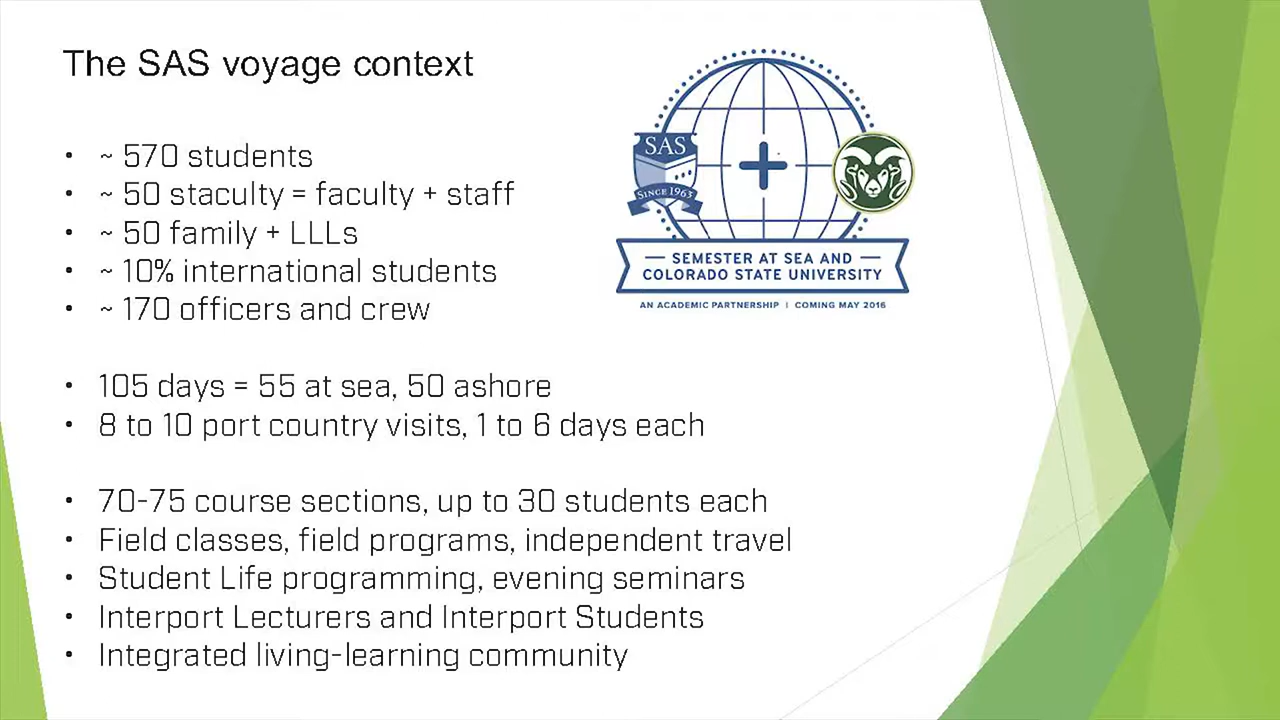 The SAS voyage context
• ~ 570 students
• ~ 50 staculty = faculty + staff
• ~ 50 family + LLLs
• ~ 10% international students
• ~ 170 officers and crew
SAS
SINCE 1963
— SEMESTER AT SEA AND —
COLORADO STATE UNIVERSITY
AN ACADEMIC PARTNERSHIP | COMING MAY 2016
• 105 days = 55 at sea, 50 ashore
• 8 to 10 port country visits, 1 to 6 days each
• 70-75 course sections, up to 30 students each
• Field classes, field programs, independent travel
• Student Life programming, evening seminars
• Interport Lecturers and Interport Students
• Integrated living-learning community